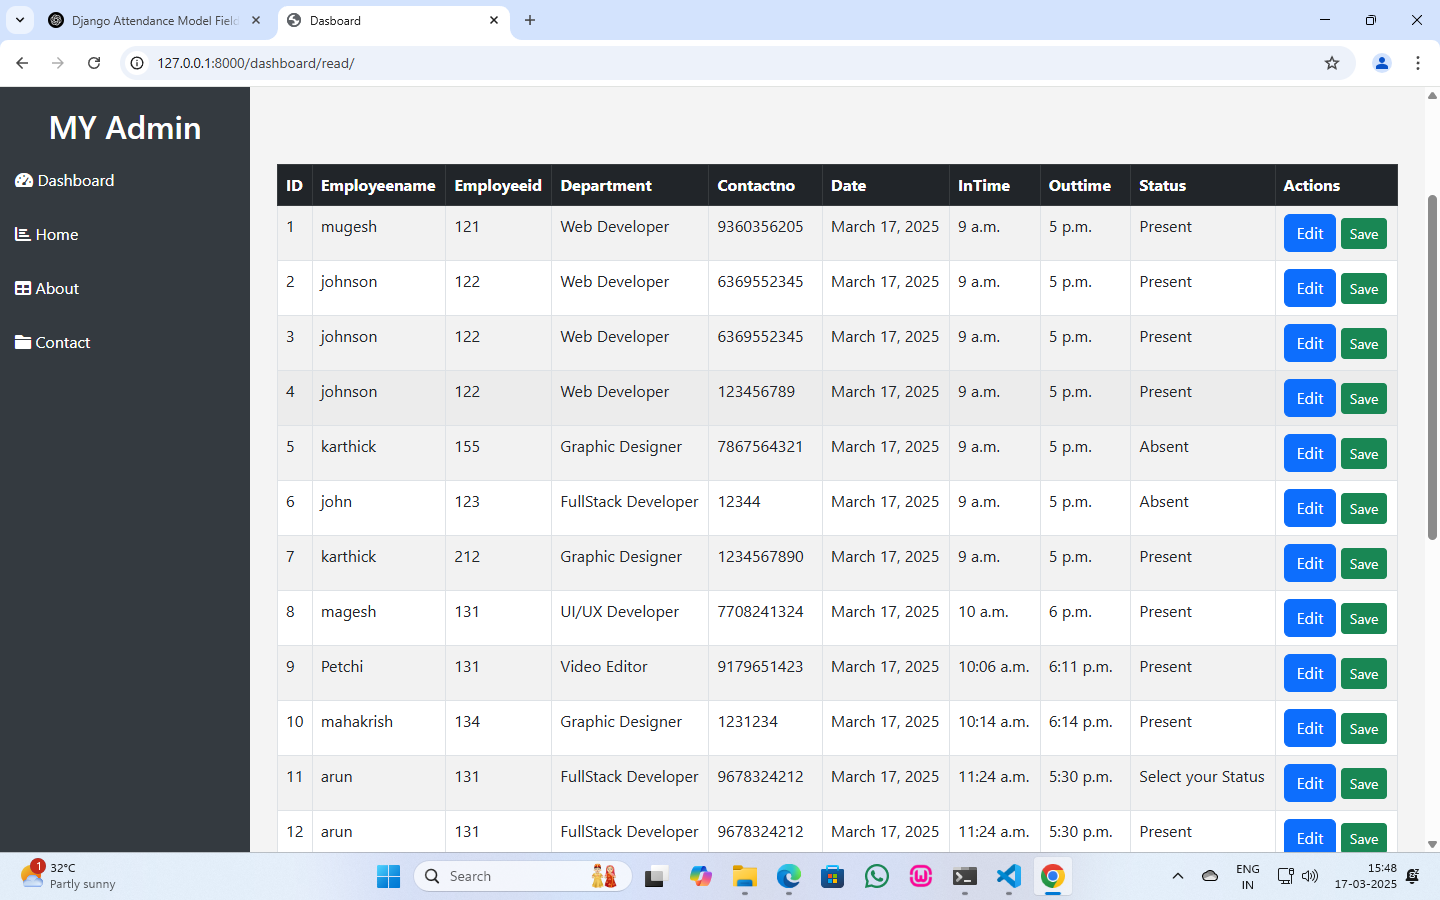 Django Attendance Model Field
Dasboard
127.0.0.1:8000/dashboard/read/
MY Admin
Dashboard
Home
About
Contact
ID Employeename Employeeid Department Contactno Date InTime Outtime Status Actions
1 mugesh 121 Web Developer 9360356205 March 17, 2025 9 a.m. 5 p.m. Present Edit Save
2 johnson 122 Web Developer 6369552345 March 17, 2025 9 a.m. 5 p.m. Present Edit Save
3 johnson 122 Web Developer 6369552345 March 17, 2025 9 a.m. 5 p.m. Present Edit Save
4 johnson 122 Web Developer 123456789 March 17, 2025 9 a.m. 5 p.m. Present Edit Save
5 karthick 155 Graphic Designer 7867564321 March 17, 2025 9 a.m. 5 p.m. Absent Edit Save
6 john 123 FullStack Developer 12344 March 17, 2025 9 a.m. 5 p.m. Absent Edit Save
7 karthick 212 Graphic Designer 1234567890 March 17, 2025 9 a.m. 5 p.m. Present Edit Save
8 magesh 131 UI/UX Developer 7708241324 March 17, 2025 10 a.m. 6 p.m. Present Edit Save
9 Petchi 131 Video Editor 9179651423 March 17, 2025 10:06 a.m. 6:11 p.m. Present Edit Save
10 mahakrish 134 Graphic Designer 1231234 March 17, 2025 10:14 a.m. 6:14 p.m. Present Edit Save
11 arun 131 FullStack Developer 9678324212 March 17, 2025 11:24 a.m. 5:30 p.m. Select your Status Edit Save
12 arun 131 FullStack Developer 9678324212 March 17, 2025 11:24 a.m. 5:30 p.m. Present Edit Save
1
32°C
Partly sunny
Search
ENG
IN
15:48
17-03-2025